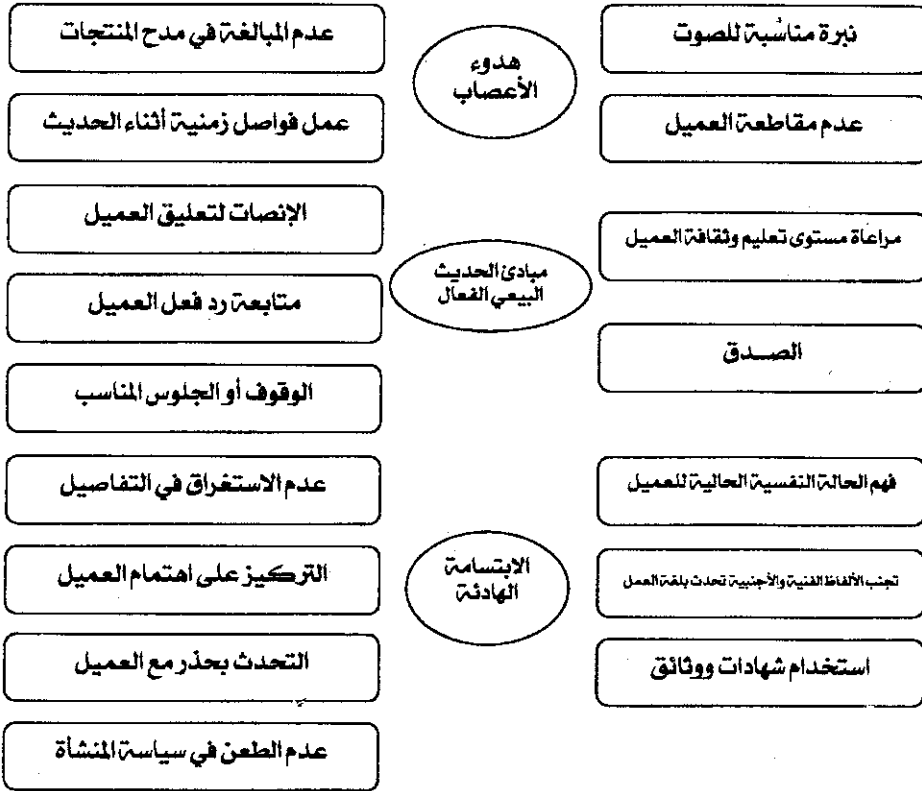 نبرة مناسبة للصوت
عدم مقاطعة العميل
مراعاة مستوى تعليم وثقافة العميل
الصــدق
فهم الحالة النفسية الحالية للعميل
تجنب الألفاظ الفنية والأجنبية تحدث بلغة العمل
استخدام شهادات ووثائق
هدوء
الأعصاب
مبادئ الحديث
البيعي الفعال
الابتسامة
الهادئة
عدم المبالغة في مدح المنتجات
عمل فواصل زمنية أثناء الحديث
الإنصات لتعليق العميل
متابعة رد فعل العميل
الوقوف أو الجلوس المناسب
عدم الاستغراق في التفاصيل
التركيز على اهتمام العميل
التحدث بحذر مع العميل
عدم الطعن في سياسة المنشأة